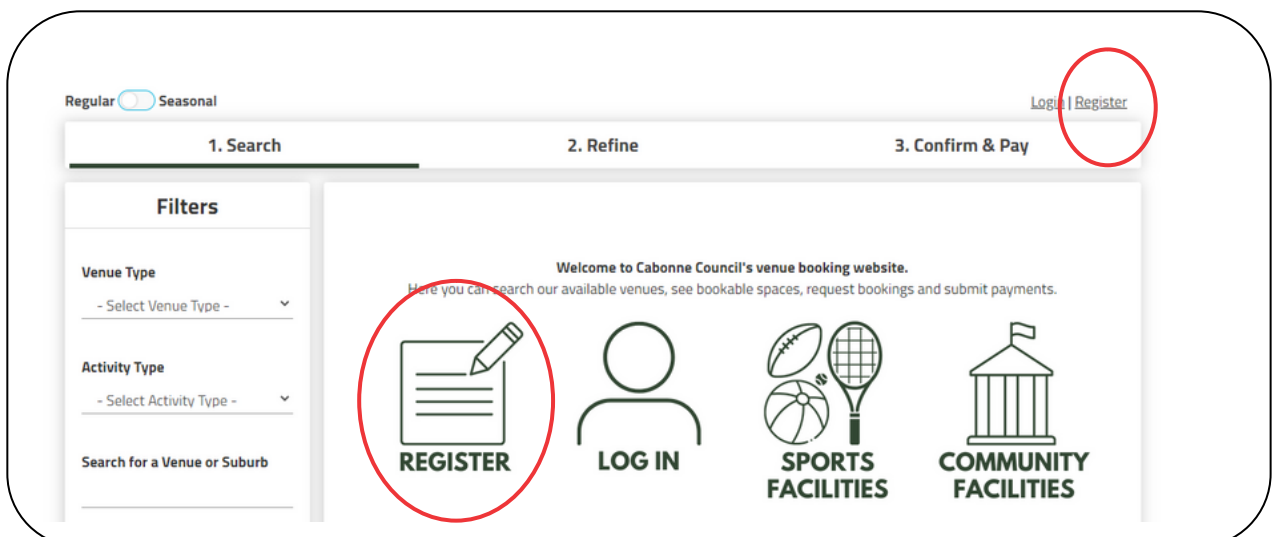 Regular Seasonal
Login | Register
1. Search
2. Refine
3. Confirm & Pay
Filters
Venue Type
- Select Venue Type -
Activity Type
- Select Activity Type -
Search for a Venue or Suburb
Welcome to Cabonne Council's venue booking website.
Here you can search our available venues, see bookable spaces, request bookings and submit payments.
REGISTER
LOG IN
SPORTS
FACILITIES
COMMUNITY
FACILITIES